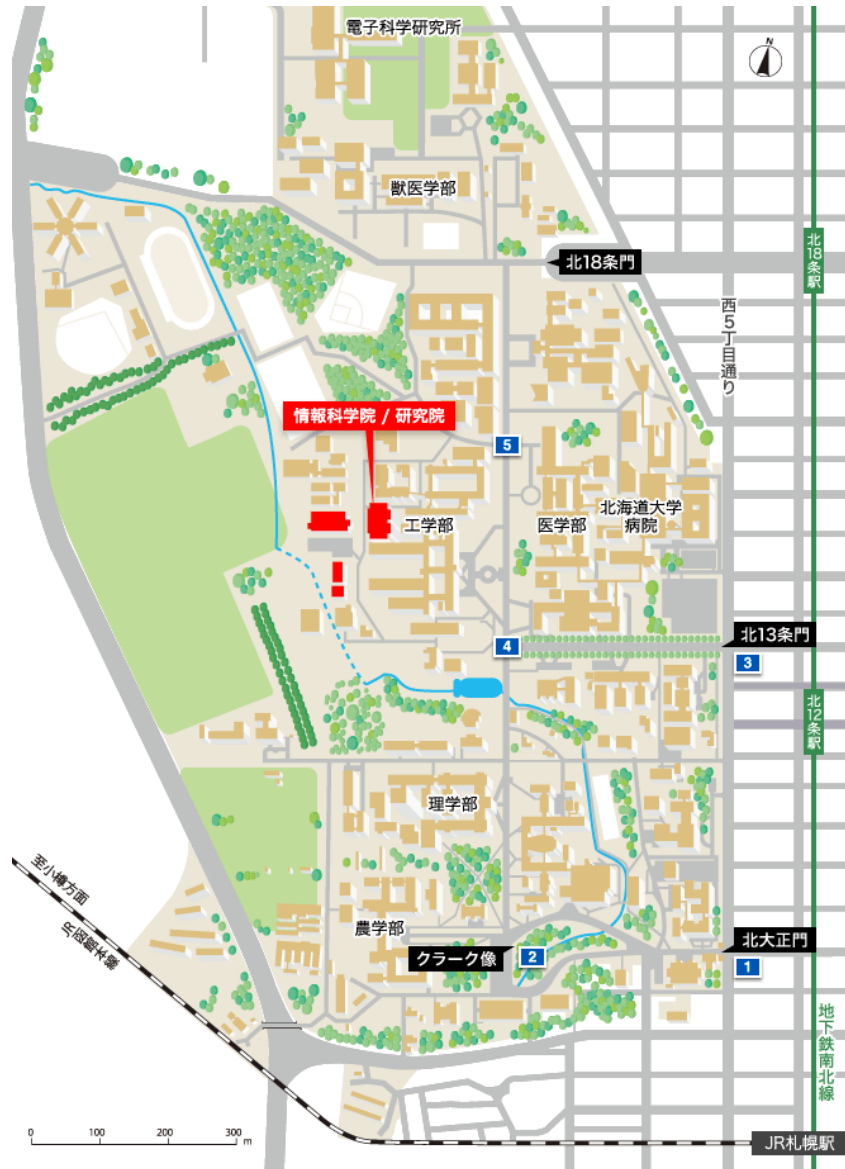 電子科学研究所
N
獣医学部
北18条門
北18条駅
西5丁目通り
情報科学院 / 研究院
5
工学部
医学部
北海道大学
病院
4
北13条門
3
北12条駅
理学部
至小樽方面
JR函館本線
農学部
クラーク像
2
北大正門
1
地下鉄南北線
0 100 200 300 m
JR札幌駅